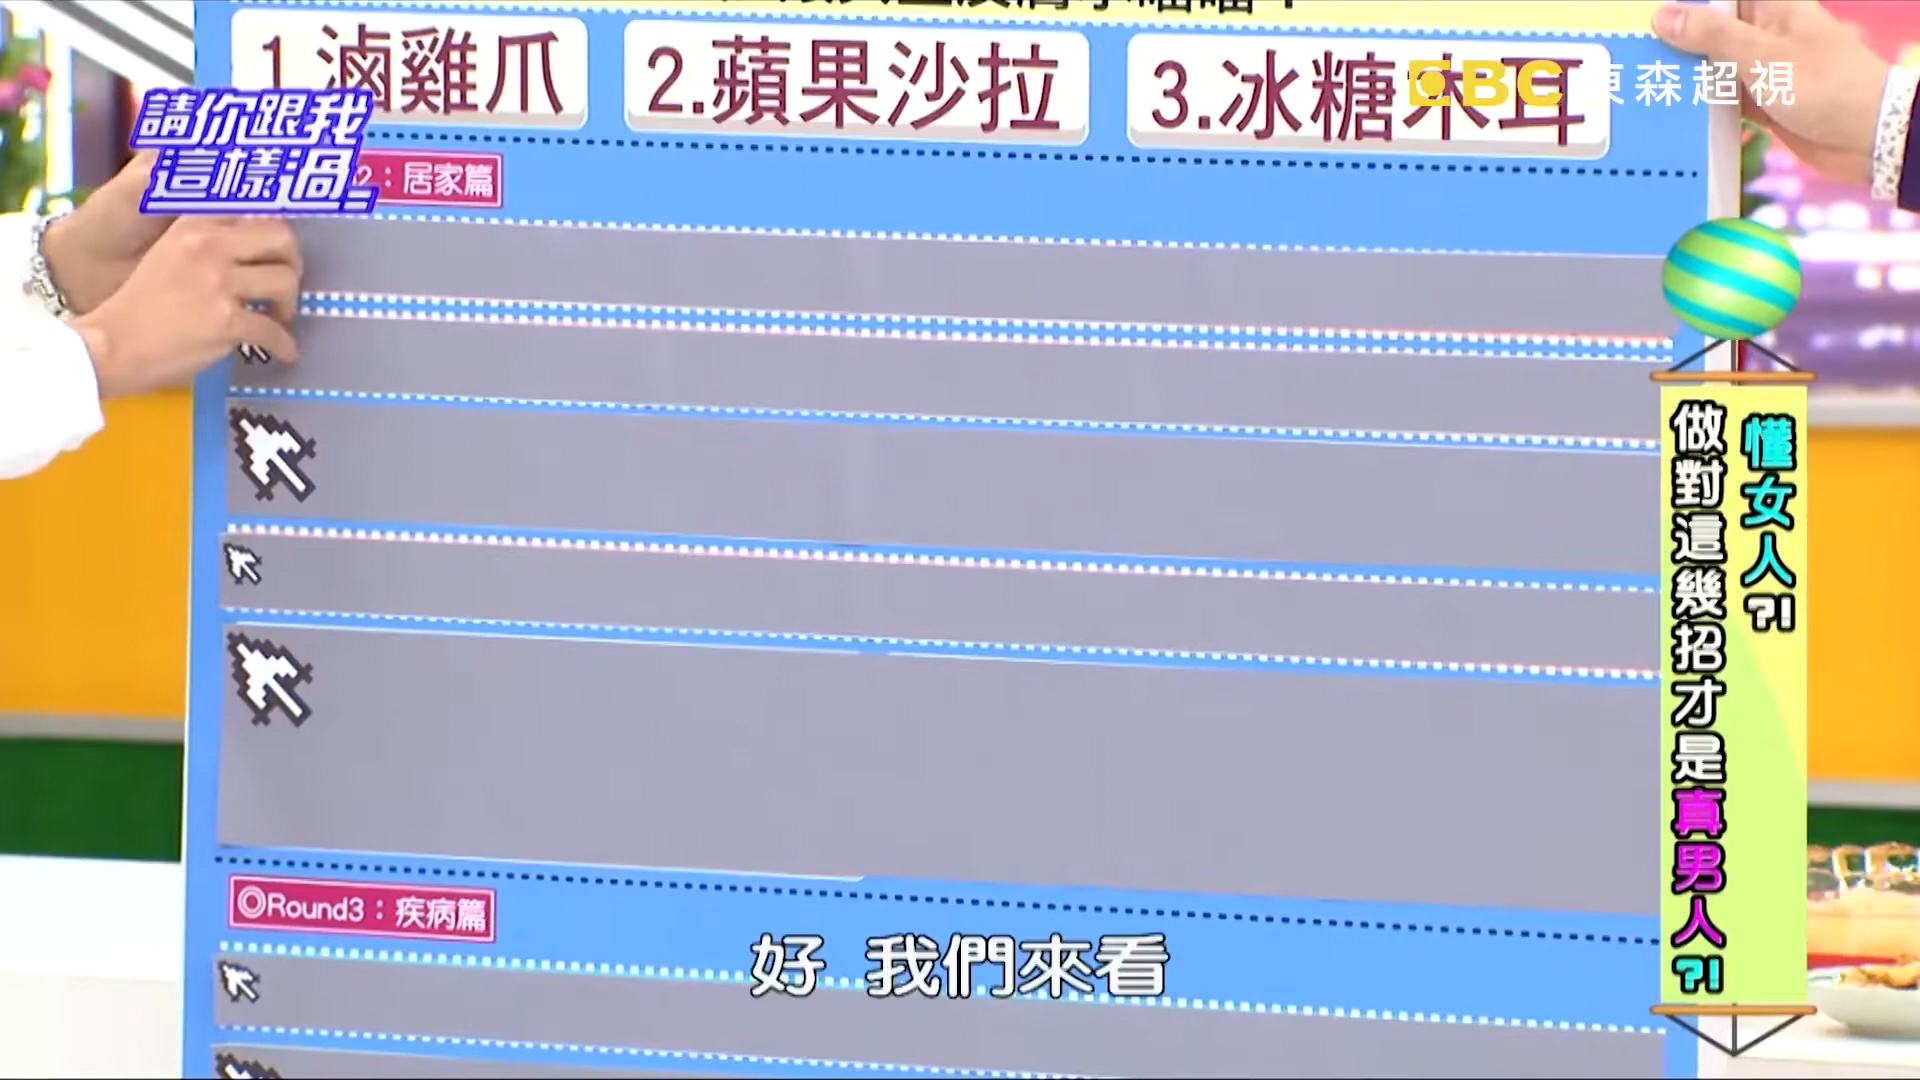 1.滷雞爪
2.蘋果沙拉
3.冰糖木耳
EBC 東森超視
請你跟我
這樣過
2：居家篇
懂女人?!
做對這幾招才是真男人?!
◎Round3：疾病篇
好 我們來看